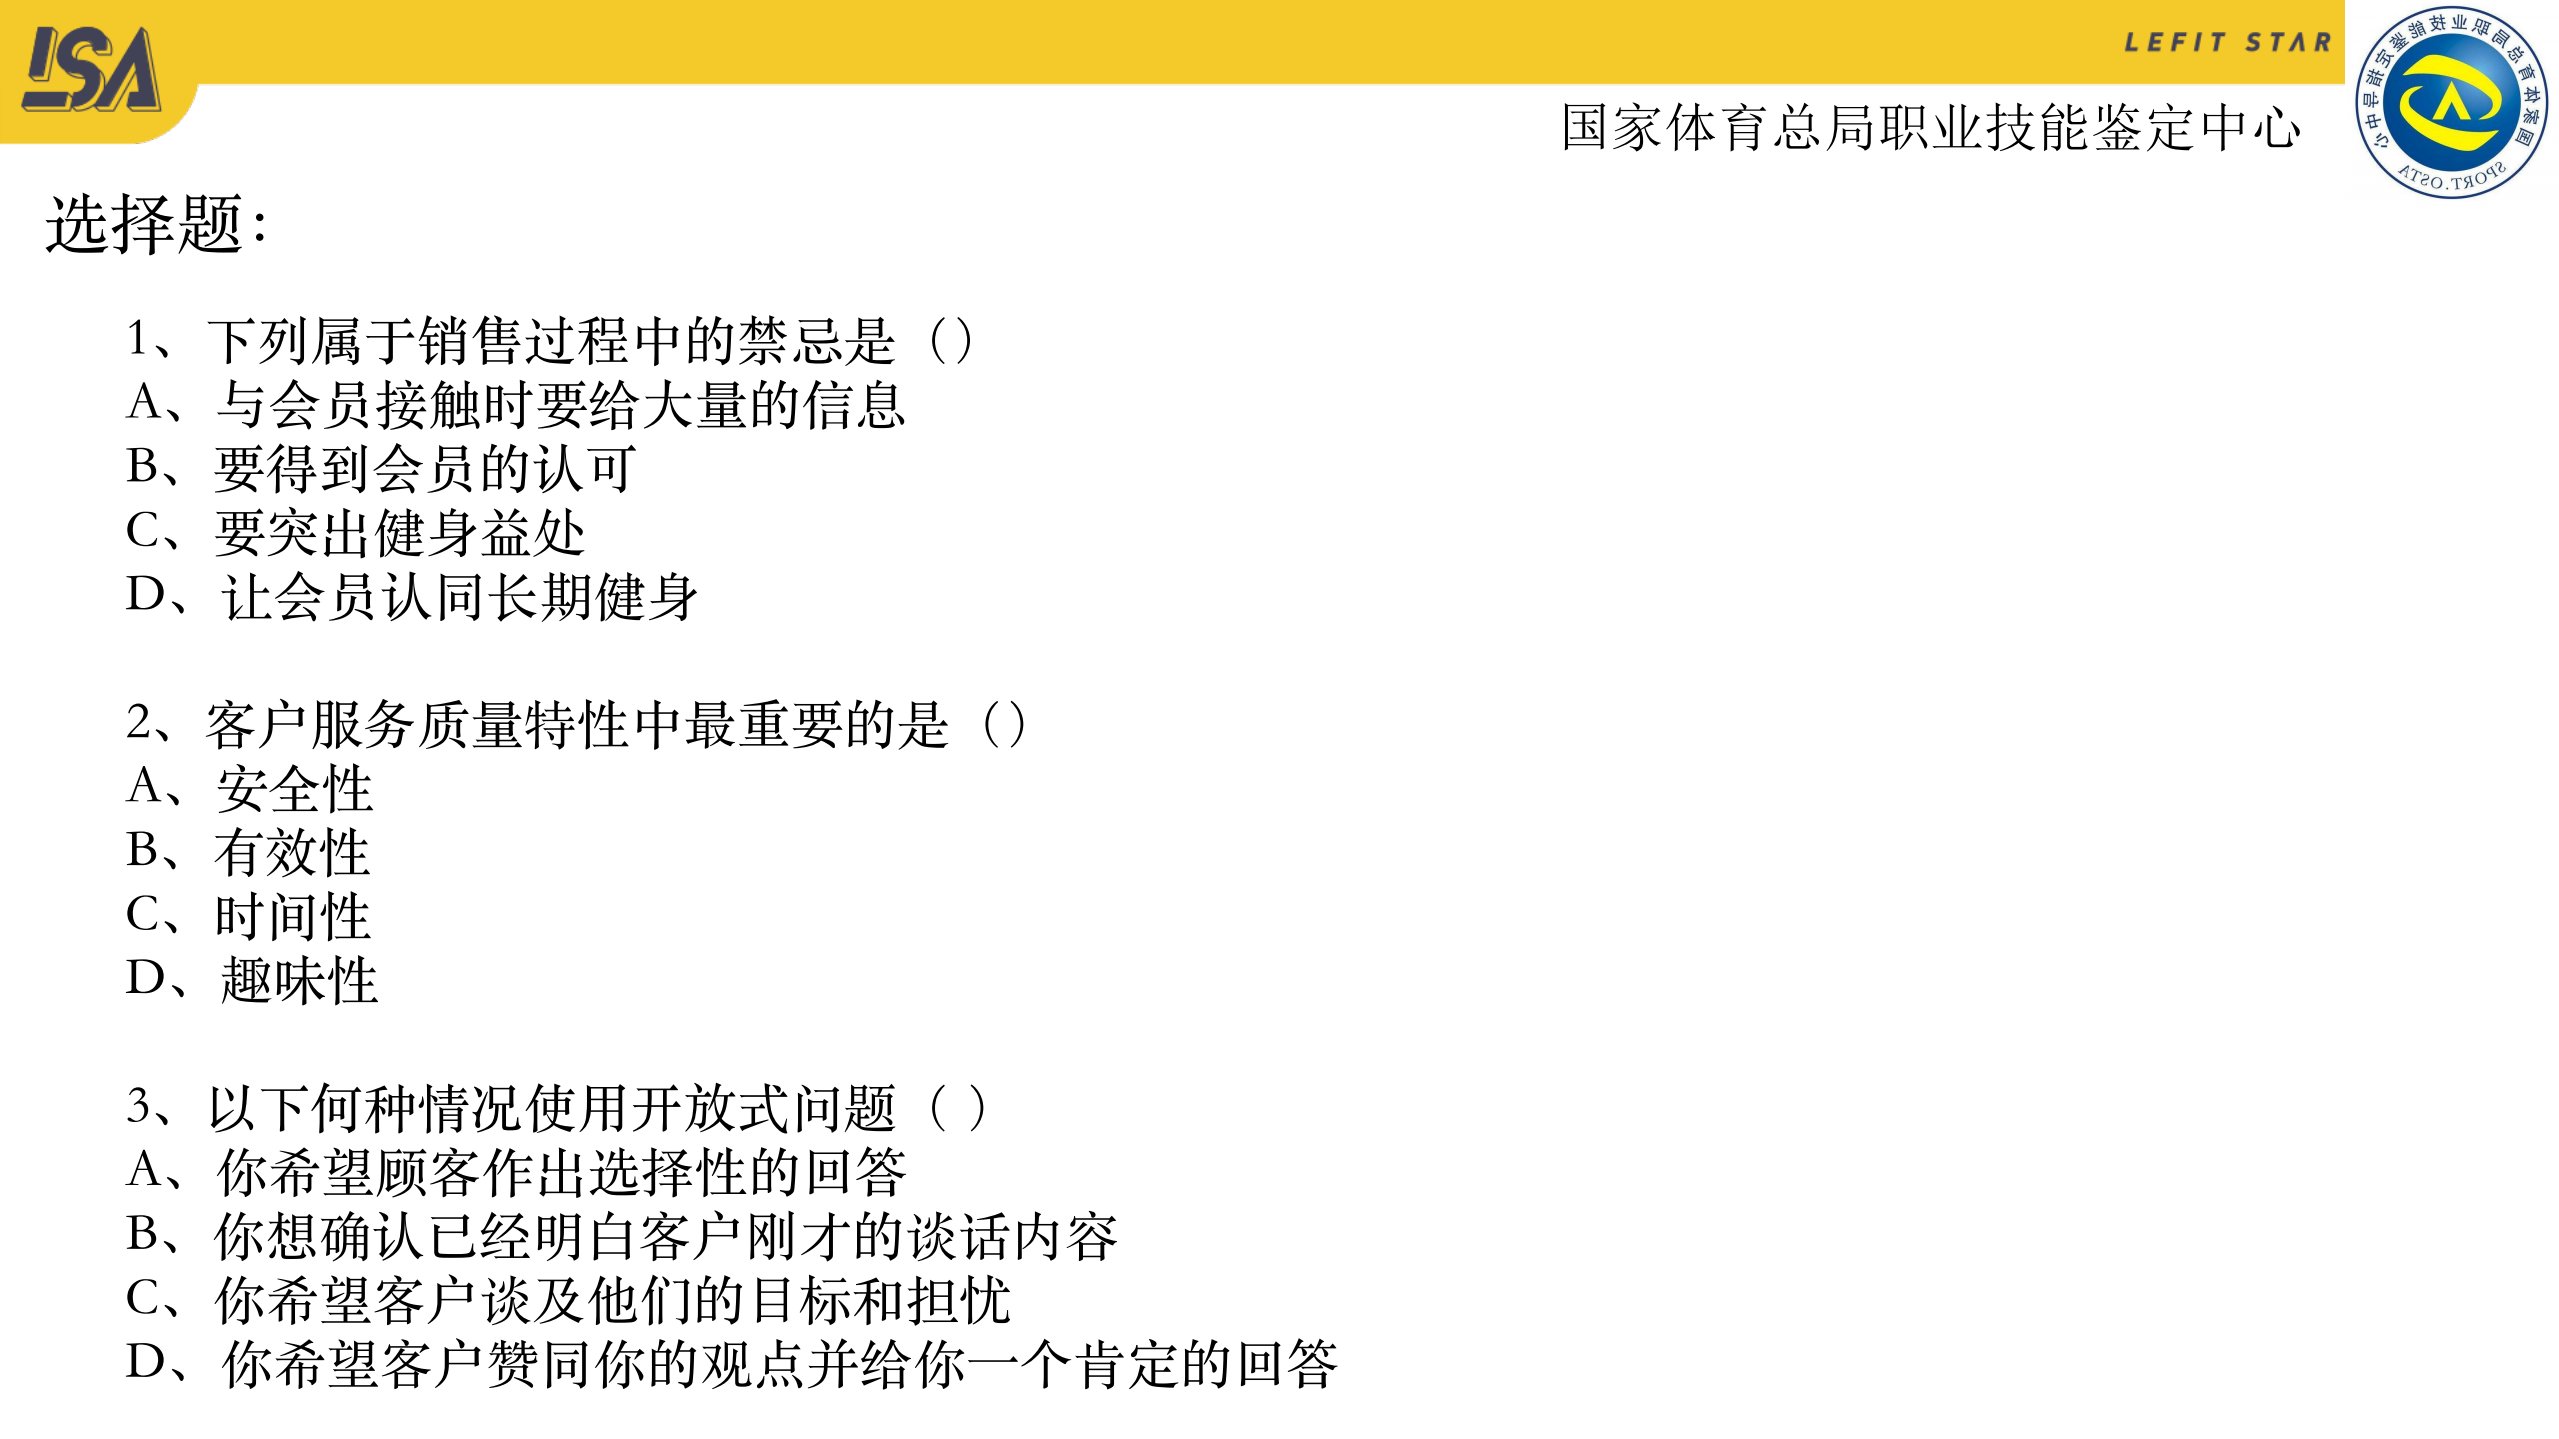 LSA
LEFIT STAR
国家体育总局职业技能鉴定中心
国家体育总局职业技能鉴定指导中心
SPORT.OSTA
选择题：
1、下列属于销售过程中的禁忌是（）
A、与会员接触时要给大量的信息
B、要得到会员的认可
C、要突出健身益处
D、让会员认同长期健身
2、客户服务质量特性中最重要的是（）
A、安全性
B、有效性
C、时间性
D、趣味性
3、以下何种情况使用开放式问题（ ）
A、你希望顾客作出选择性的回答
B、你想确认已经明白客户刚才的谈话内容
C、你希望客户谈及他们的目标和担忧
D、你希望客户赞同你的观点并给你一个肯定的回答